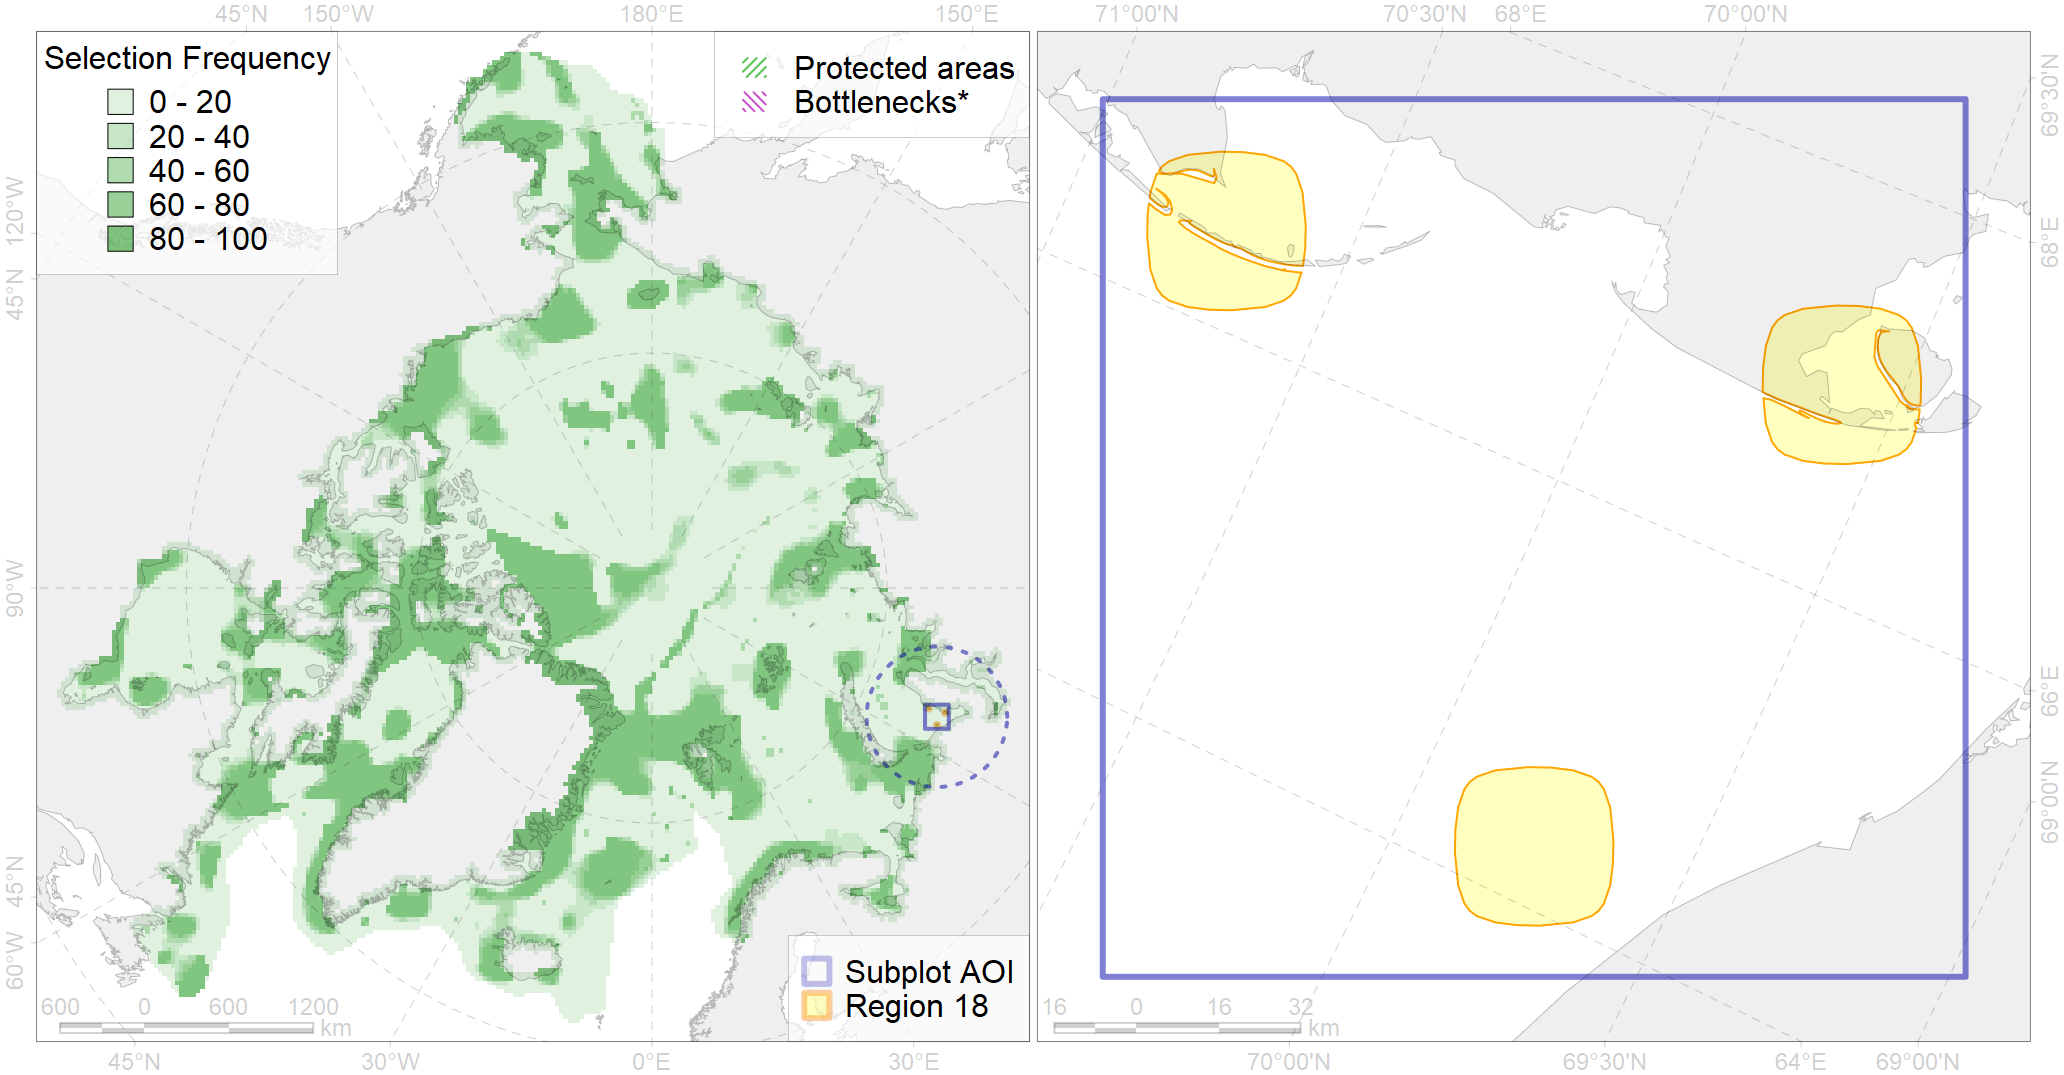 45°N 150°W 180°E 150°E 71°00'N 70°30'N 68°E 70°00'N
Selection Frequency
0 - 20
20 - 40
40 - 60
60 - 80
80 - 100
Protected areas
Bottlenecks*
120°W
45°N
90°W
45°N
60°W
69°30'N
68°E
66°E
69°00'N
Subplot AOI
Region 18
600 0 600 1200
km
16 0 16 32
km
45°N 30°W 0°E 30°E 70°00'N 69°30'N 64°E 69°00'N